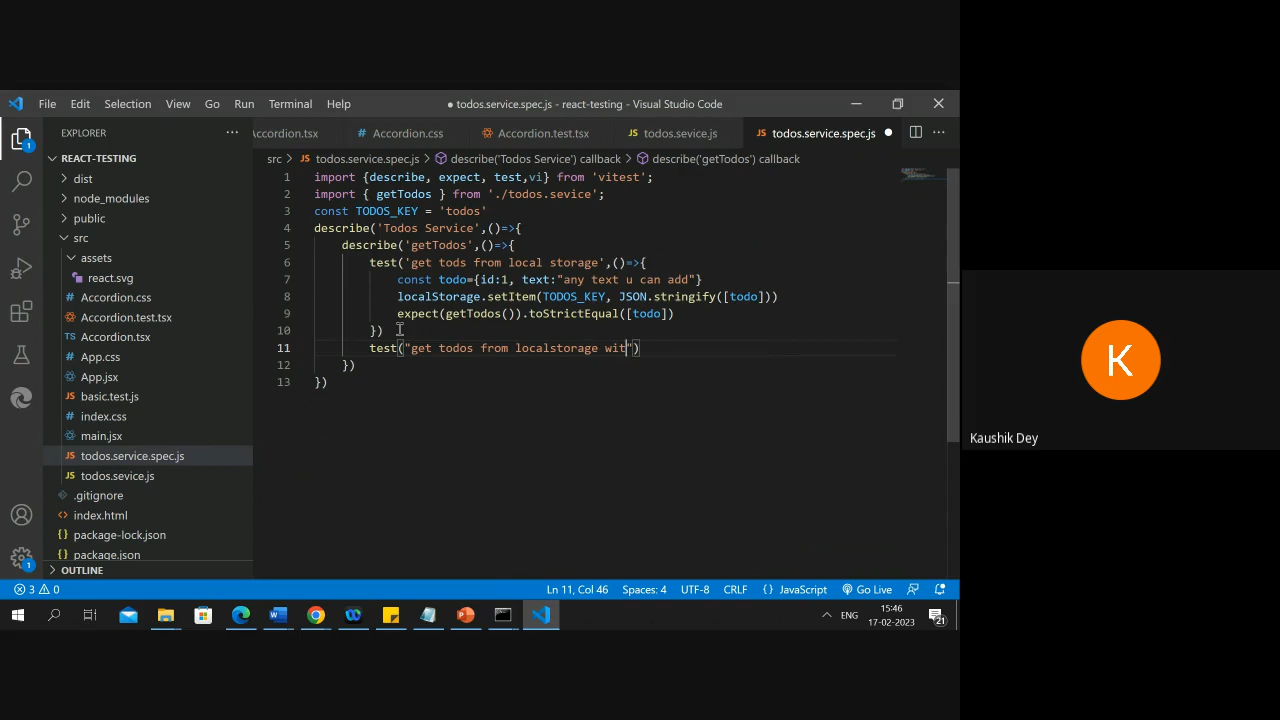 File Edit Selection View Go Run Terminal Help
● todos.service.spec.js - react-testing - Visual Studio Code
EXPLORER
Accordion.tsx
# Accordion.css
Accordion.test.tsx
JS todos.sevice.js
JS todos.service.spec.js ●
REACT-TESTING
dist
node_modules
public
src
assets
react.svg
# Accordion.css
Accordion.test.tsx
TS Accordion.tsx
# App.css
App.jsx
JS basic.test.js
# index.css
main.jsx
JS todos.service.spec.js
JS todos.sevice.js
.gitignore
<> index.html
{} package-lock.json
{} package.json
OUTLINE
src > JS todos.service.spec.js > describe('Todos Service') callback > describe('getTodos') callback
1 import {describe, expect, test,vi} from 'vitest';
2 import { getTodos } from './todos.sevice';
3 const TODOS_KEY = 'todos'
4 describe('Todos Service',()=>{
5 describe('getTodos',()=>{
6 test('get tods from local storage',()=>{
7 const todo={id:1, text:"any text u can add"}
8 localStorage.setItem(TODOS_KEY, JSON.stringify([todo]))
9 expect(getTodos()).toStrictEqual([todo])
10 })
11 test("get todos from localstorage wit")
12 })
13 })
1
1
3 0
Ln 11, Col 46 Spaces: 4 UTF-8 CRLF {} JavaScript Go Live
ENG
15:46
17-02-2023
21
K
Kaushik Dey